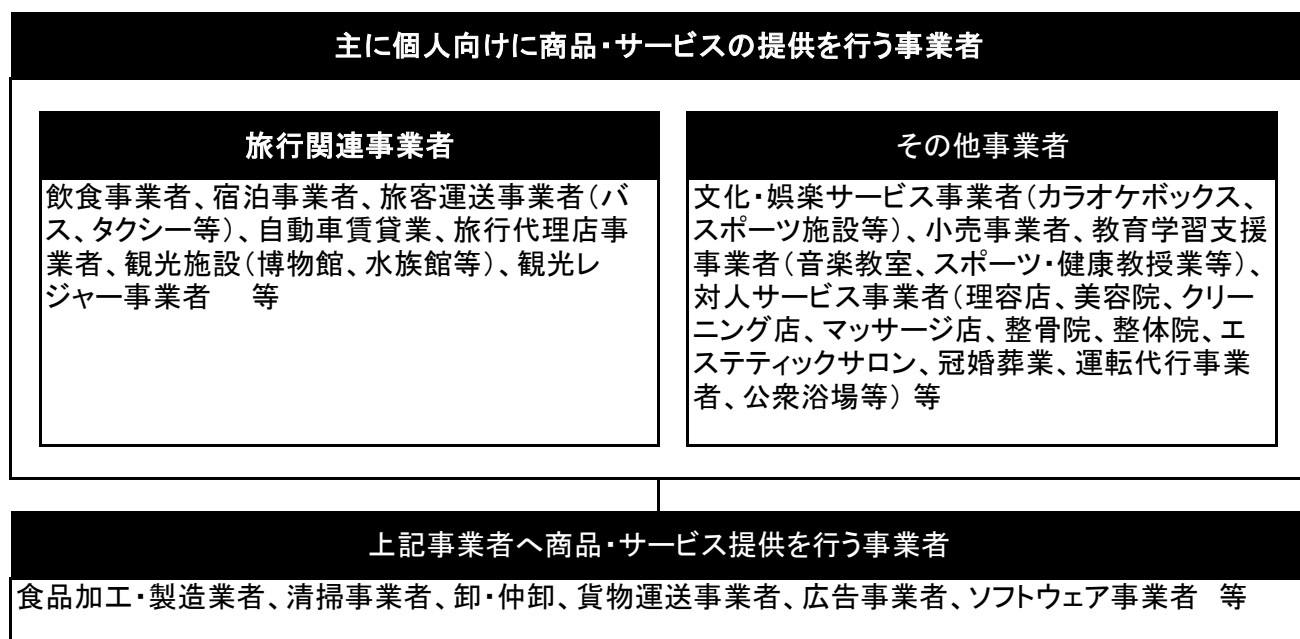 主に個人向けに商品・サービスの提供を行う事業者
旅行関連事業者
飲食事業者、宿泊事業者、旅客運送事業者（バ
ス、タクシー等）、自動車賃貸業、旅行代理店事
業者、観光施設（博物館、水族館等）、観光レ
ジャー事業者　等
その他事業者
文化・娯楽サービス事業者（カラオケボックス、
スポーツ施設等）、小売事業者、教育学習支援
事業者（音楽教室、スポーツ・健康教授業等）、
対人サービス事業者（理容店、美容院、クリー
ニング店、マッサージ店、整骨院、整体院、エ
ステティックサロン、冠婚葬業、運転代行事業
者、公衆浴場等） 等
上記事業者へ商品・サービス提供を行う事業者
食品加工・製造業者、清掃事業者、卸・仲卸、貨物運送事業者、広告事業者、ソフトウェア事業者　等